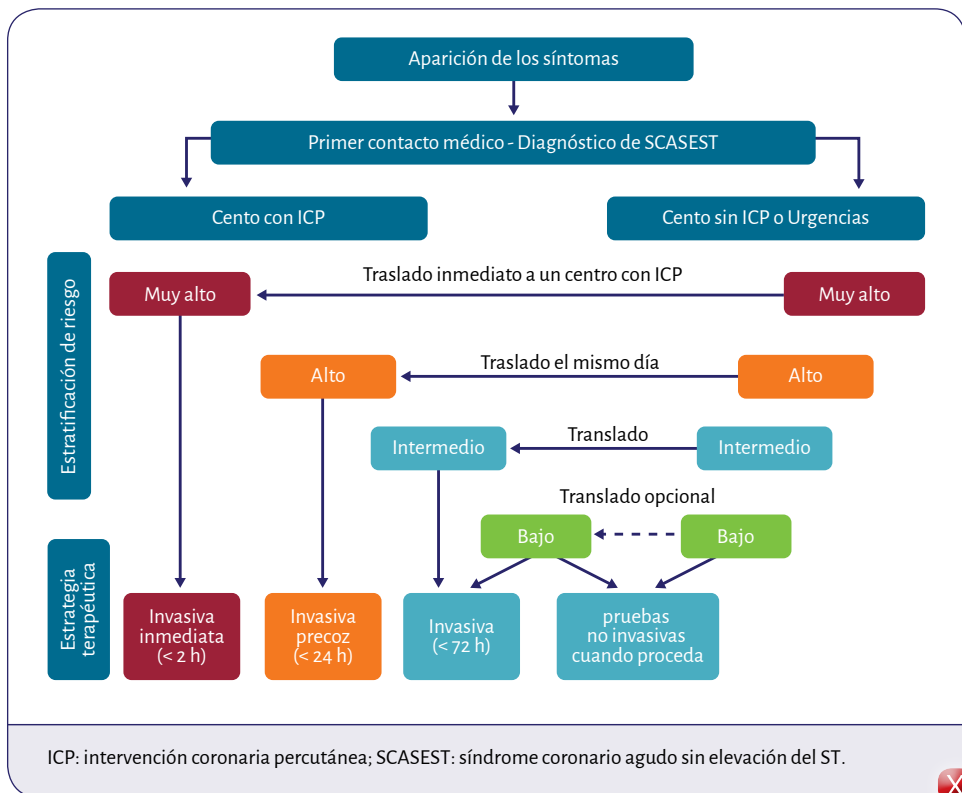 Aparición de los síntomas
Primer contacto médico - Diagnóstico de SCASEST
Cento con ICP
Cento sin ICP o Urgencias
Estratificación de riesgo
Traslado inmediato a un centro con ICP
Muy alto
Muy alto
Traslado el mismo día
Alto
Alto
Translado
Intermedio
Intermedio
Translado opcional
Bajo
Bajo
Estrategia
terapéutica
Invasiva
inmediata
(< 2 h)
Invasiva
precoz
(< 24 h)
Invasiva
(< 72 h)
pruebas
no invasivas
cuando proceda
ICP: intervención coronaria percutánea; SCASEST: síndrome coronario agudo sin elevación del ST.
X